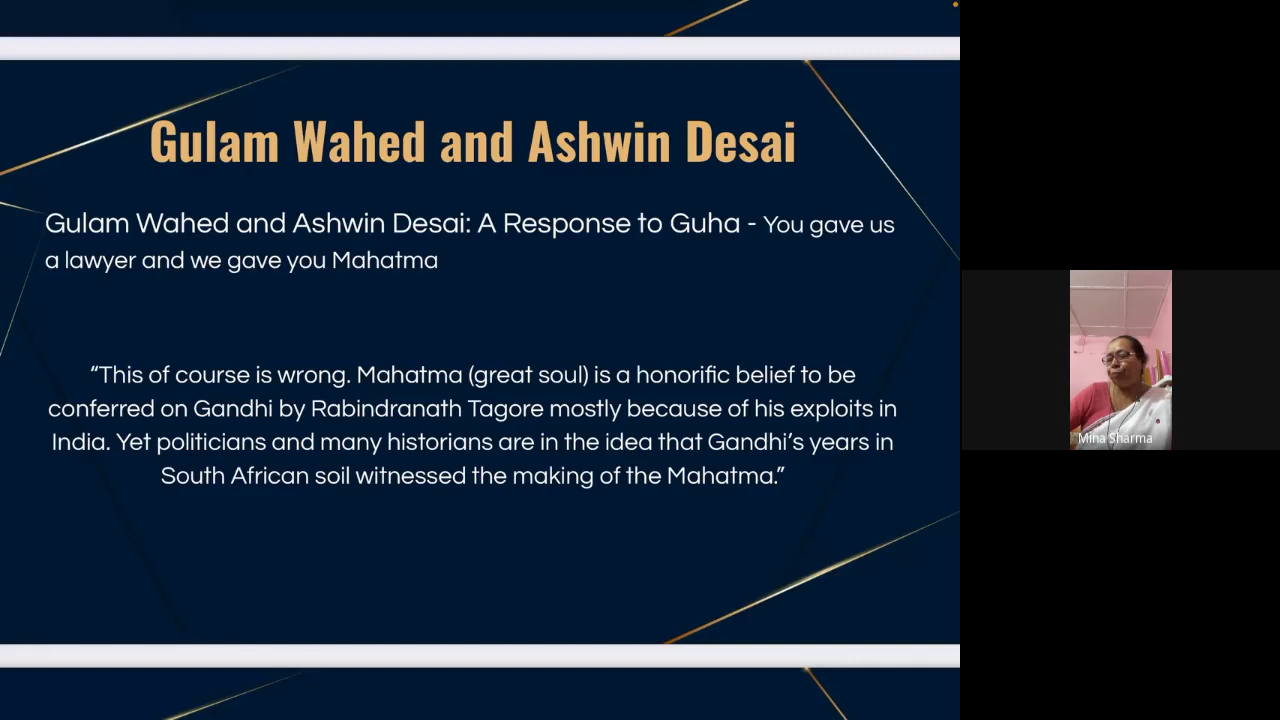 Gulam Wahed and Ashwin Desai
Gulam Wahed and Ashwin Desai: A Response to Guha - You gave us
a lawyer and we gave you Mahatma
“This of course is wrong. Mahatma (great soul) is a honorific belief to be
conferred on Gandhi by Rabindranath Tagore mostly because of his exploits in
India. Yet politicians and many historians are in the idea that Gandhi’s years in
South African soil witnessed the making of the Mahatma.”
Mina Sharma